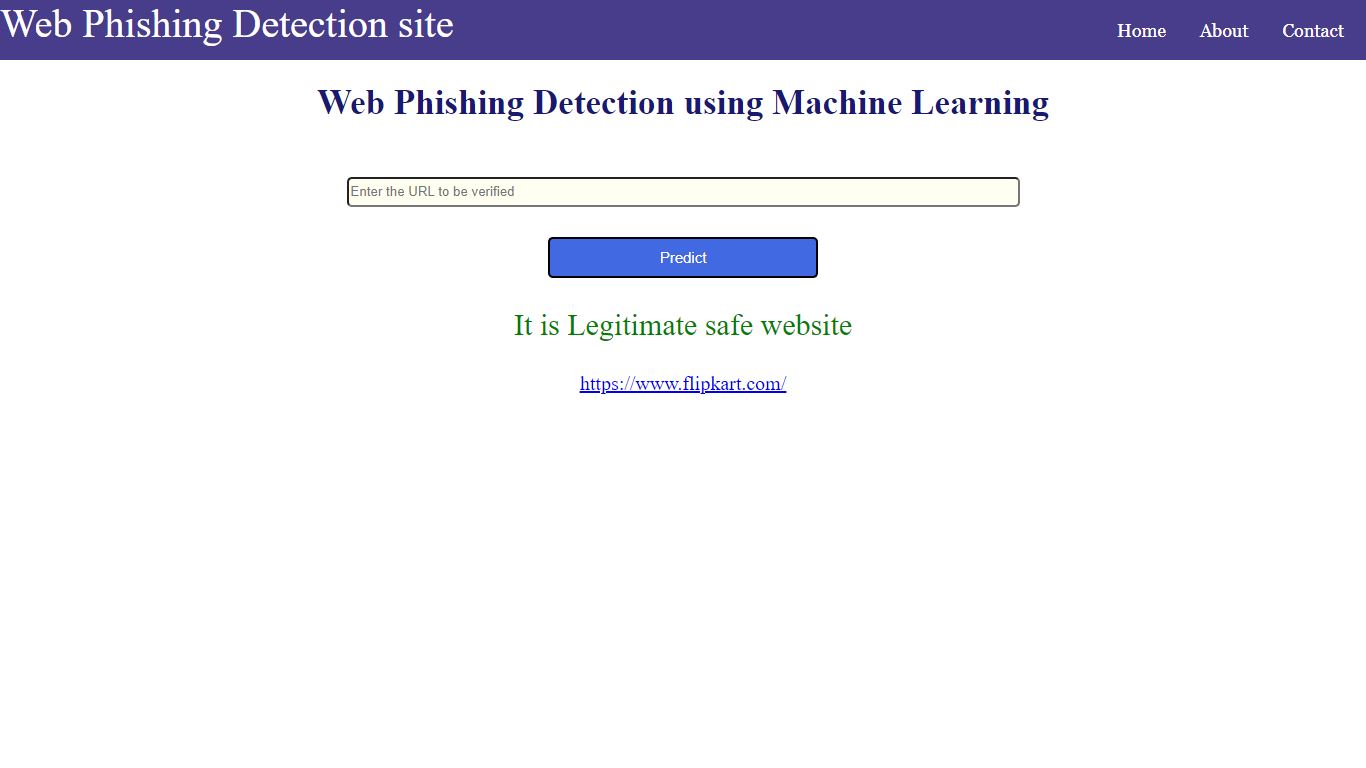 Web Phishing Detection site
Home About Contact
Web Phishing Detection using Machine Learning
Enter the URL to be verified
Predict
It is Legitimate safe website
https://www.flipkart.com/